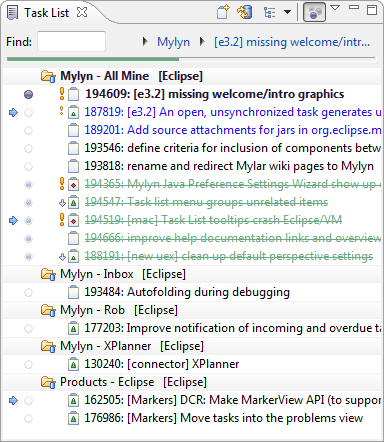 Task List
Find:
Mylyn
[e3.2] missing welcome/intr...
Mylyn - All Mine [Eclipse]
194609: [e3.2] missing welcome/intro graphics
187819: [e3.2] An open, unsynchronized task generates u
189201: Add source attachments for jars in org.eclipse.m
193546: define criteria for inclusion of components betw
193818: rename and redirect Mylar wiki pages to Mylyn
194365: Mylyn Java Preference Settings Wizard show up
194547: Task list menu groups unrelated items
194519: [mac] Task List tooltips crash Eclipse/VM
194666: improve help documentation links and overview
188191: [new uex] clean up default perspective settings
Mylyn - Inbox [Eclipse]
193484: Autofolding during debugging
Mylyn - Rob [Eclipse]
177203: Improve notification of incoming and overdue ta
Mylyn - XPlanner [Eclipse]
130240: [connector] XPlanner
Products - Eclipse [Eclipse]
162505: [Markers] DCR: Make MarkerView API (to suppor
176986: [Markers] Move tasks into the problems view